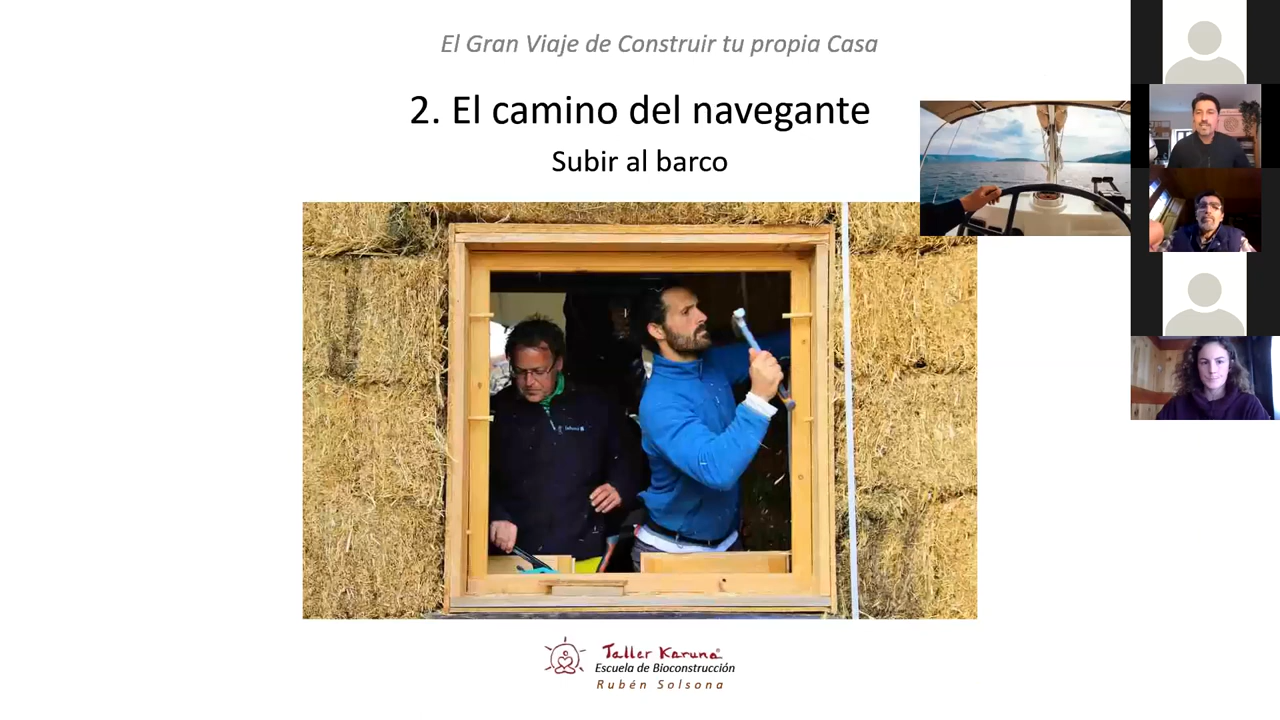 El Gran Viaje de Construir tu propia Casa
2. El camino del navegante
Subir al barco
Taller Karuna
Escuela de Bioconstrucción
Rubén Solsona